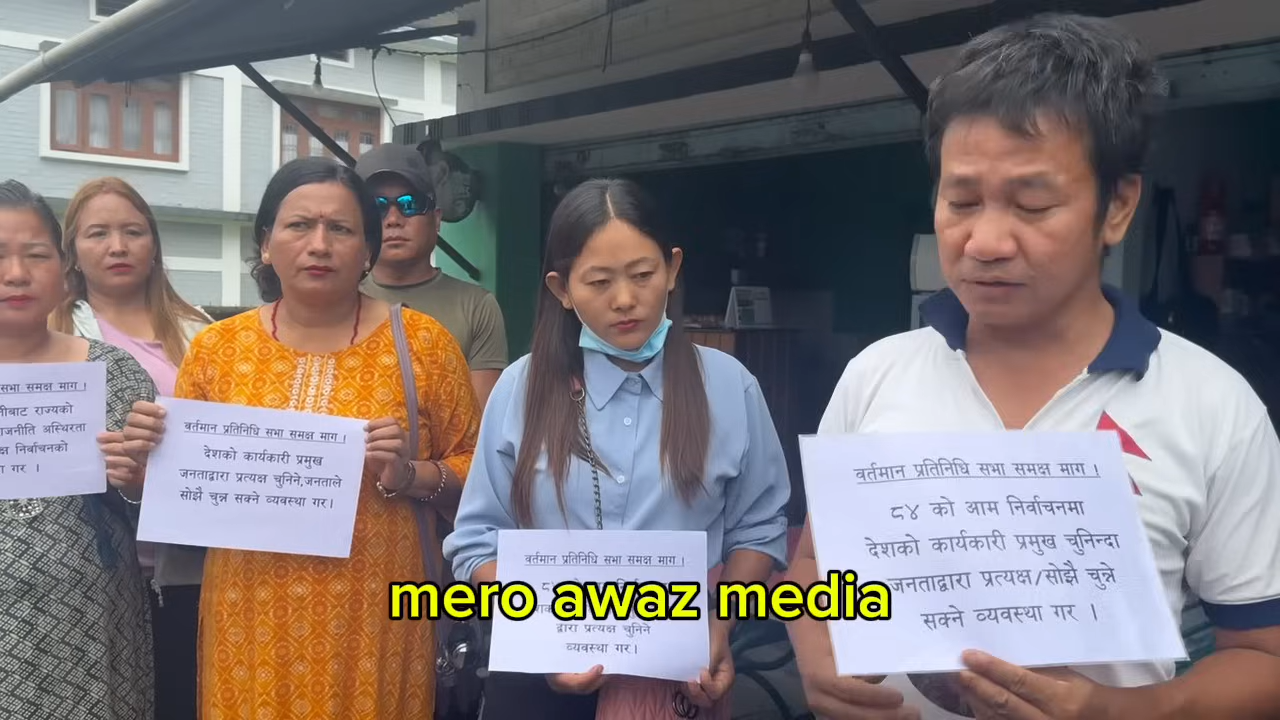 सभा समक्ष माग ।
राज्यको
राजनीति अस्थिरता
निर्वाचनको
गर ।
वर्तमान प्रतिनिधि सभा समक्ष माग ।
देशको कार्यकारी प्रमुख
जनताद्वारा प्रत्यक्ष चुनिने,जनताले
सोझै चुन्न सक्ने व्यवस्था गर।
वर्तमान प्रतिनिधि सभा समक्ष माग ।
द्वारा प्रत्यक्ष चुनिने
व्यवस्था गर।
वर्तमान प्रतिनिधि सभा समक्ष माग ।
८४ को आम निर्वाचनमा
देशको कार्यकारी प्रमुख चुनिन्दा
जनताद्वारा प्रत्यक्ष/सोझै चुन्ने
सक्ने व्यवस्था गर ।
mero awaz media